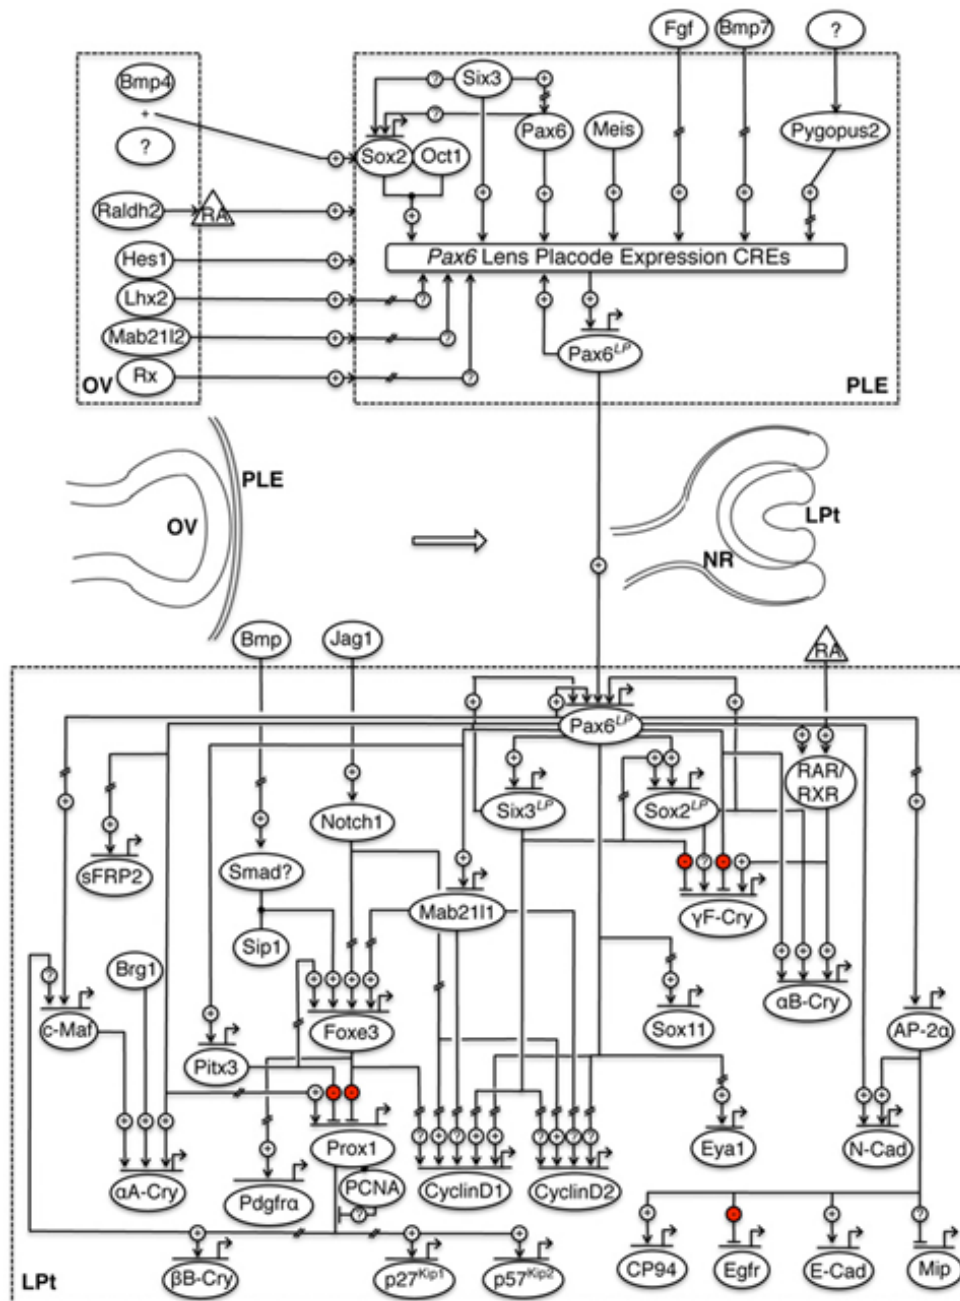 Fgf Bmp7 ?
Bmp4 ? Six3 +
+ ? Pax6 Meis Pygopus2
? + Sox2 Oct1
Raldh2 RA + + + + + + +
Hes1 + Pax6 Lens Placode Expression CREs
Lhx2 + ? + +
Mab21l2 + ? Pax6LP
OV Rx + ? PLE
PLE
OV LPt
NR
+
Bmp Jag1 RA
+ + +
Pax6LP
+ + + + +
+ + RAR/
RXR +
+ Six3LP Sox2LP
+ Notch1
sFRP2 Smad? + - ? - +
Mab21l1 γF-Cry
Sip1
? Brg1 + + + + + + + +
c-Maf + Foxe3 Sox11 αB-Cry AP-2α
Pitx3
+ - - + + +
+ + + + Prox1 ? + ? + + ? + ? ? Eya1 N-Cad
αA-Cry Pdgfrα PCNA CyclinD1 CyclinD2
+ ? + + + - + ?
LPt βB-Cry p27Kip1 p57Kip2 CP94 Egfr E-Cad Mip